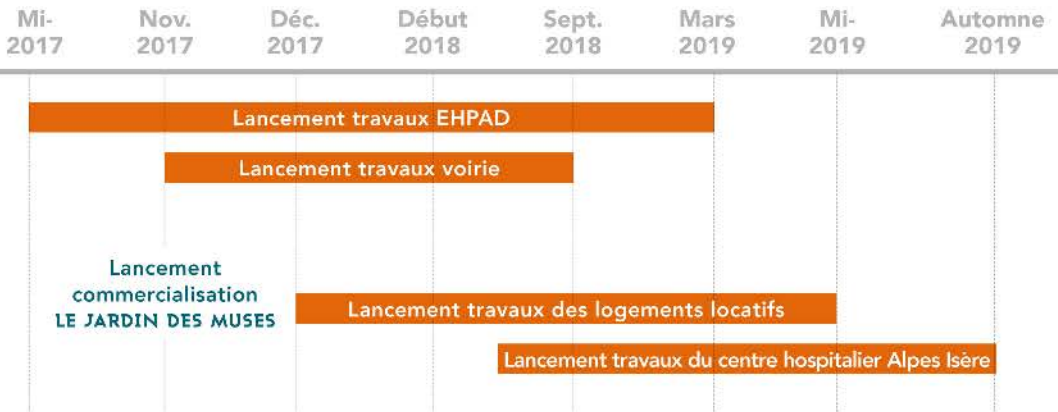 Mi-
2017
Nov.
2017
Déc.
2017
Début
2018
Sept.
2018
Mars
2019
Mi-
2019
Automne
2019
Lancement travaux EHPAD
Lancement travaux voirie
Lancement
commercialisation
LE JARDIN DES MUSES
Lancement travaux des logements locatifs
Lancement travaux du centre hospitalier Alpes Isère